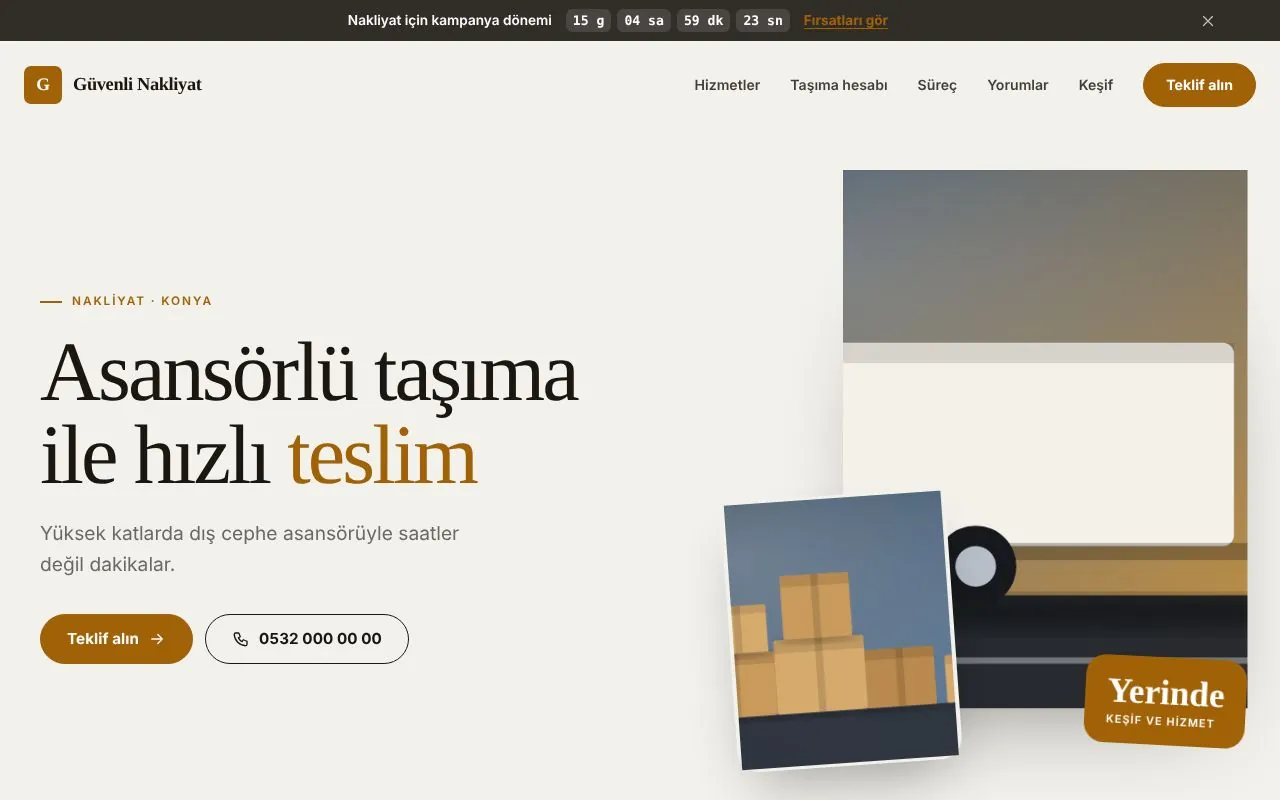 Nakliyat için kampanya dönemi 15 g 04 sa 59 dk 23 sn Fırsatları gör
G Güvenli Nakliyat
Hizmetler Taşıma hesabı Süreç Yorumlar Keşif Teklif alın
NAKLİYAT · KONYA
Asansörlü taşıma
ile hızlı teslim
Yüksek katlarda dış cephe asansörüyle saatler
değil dakikalar.
Teklif alın → 0532 000 00 00
Yerinde
KEŞİF VE HİZMET